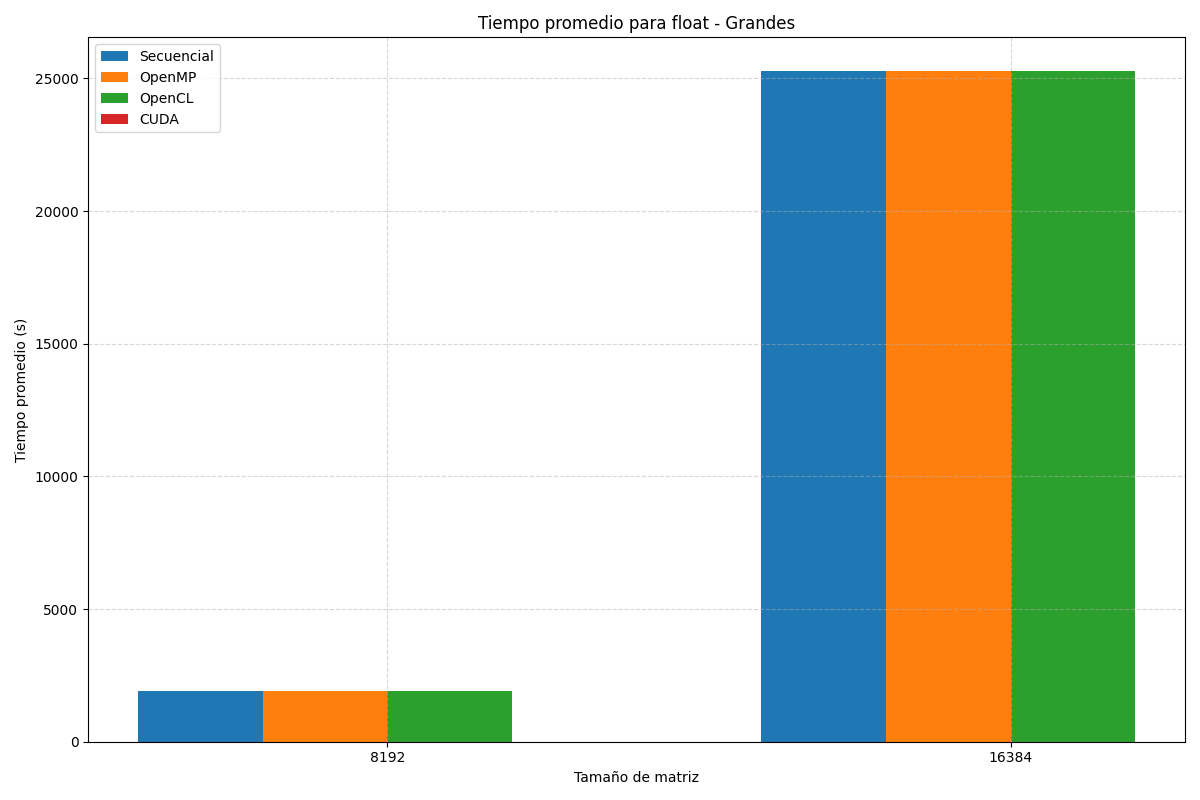 Tiempo promedio para float - Grandes
Secuencial
OpenMP
OpenCL
CUDA
25000
20000
15000
10000
5000
0
Tiempo promedio (s)
8192
16384
Tamaño de matriz